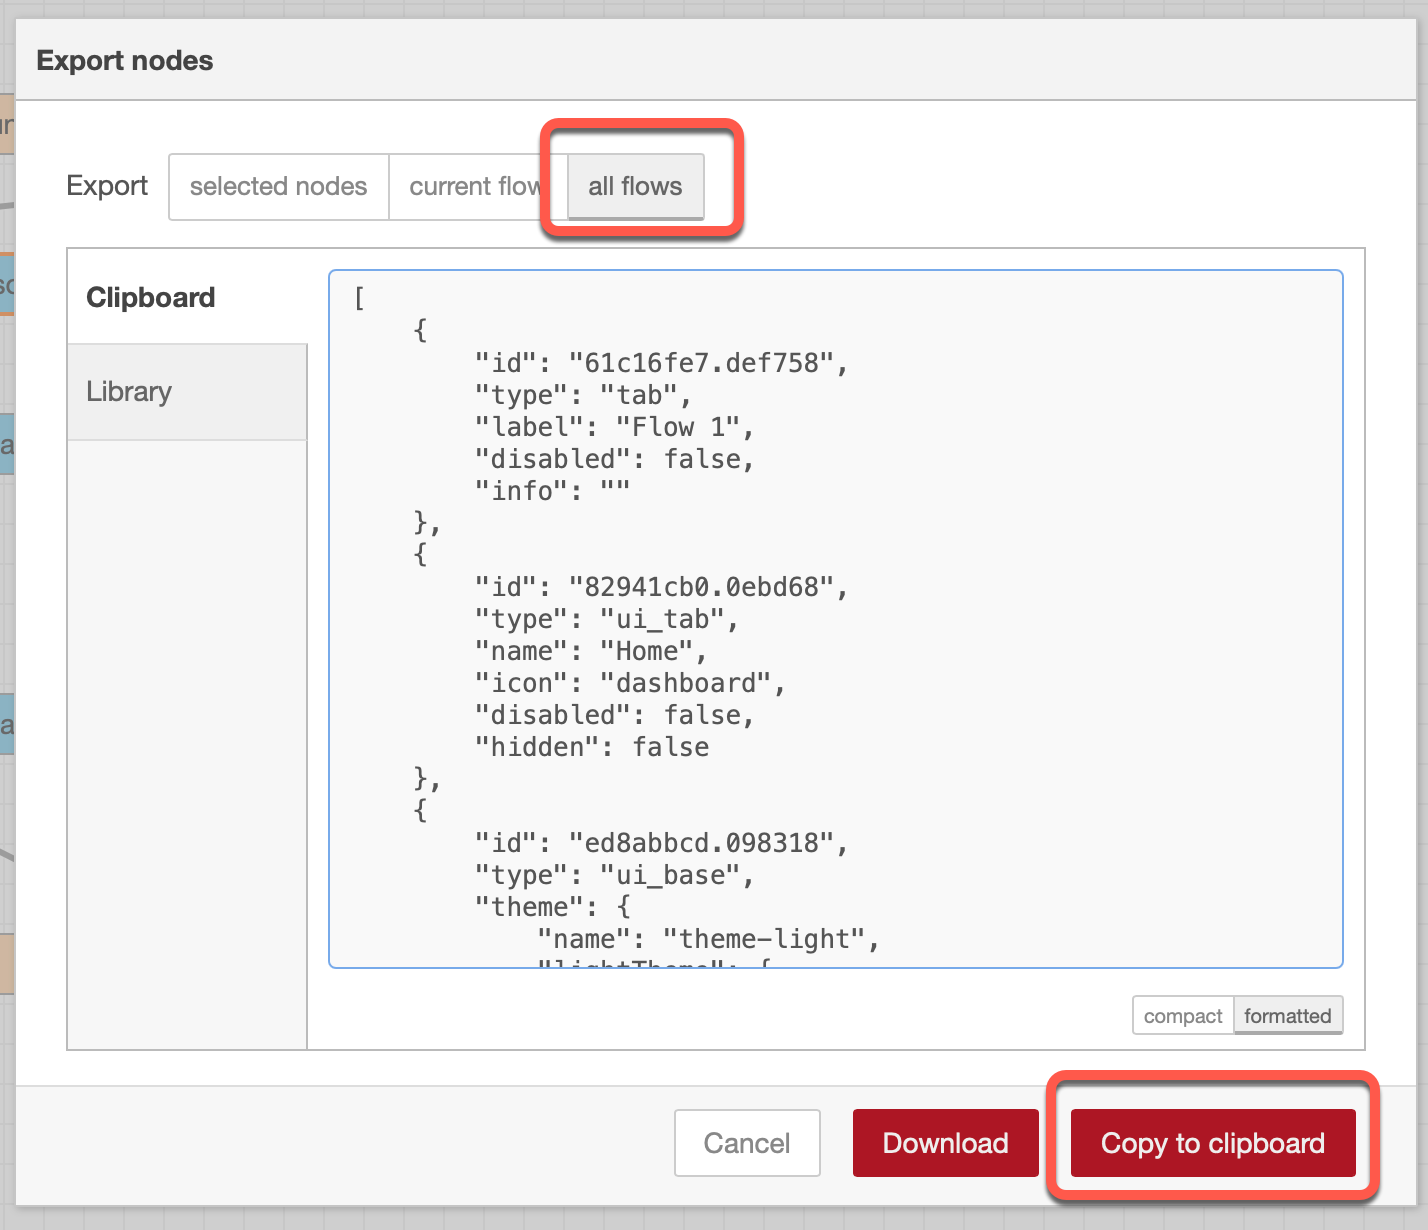 Export nodes
Export selected nodes current flow all flows
Clipboard
Library
[
    {
        "id": "61c16fe7.def758",
        "type": "tab",
        "label": "Flow 1",
        "disabled": false,
        "info": ""
    },
    {
        "id": "82941cb0.0ebd68",
        "type": "ui_tab",
        "name": "Home",
        "icon": "dashboard",
        "disabled": false,
        "hidden": false
    },
    {
        "id": "ed8abbcd.098318",
        "type": "ui_base",
        "theme": {
            "name": "theme-light",
            "lightTheme": {
compact formatted
Cancel Download Copy to clipboard